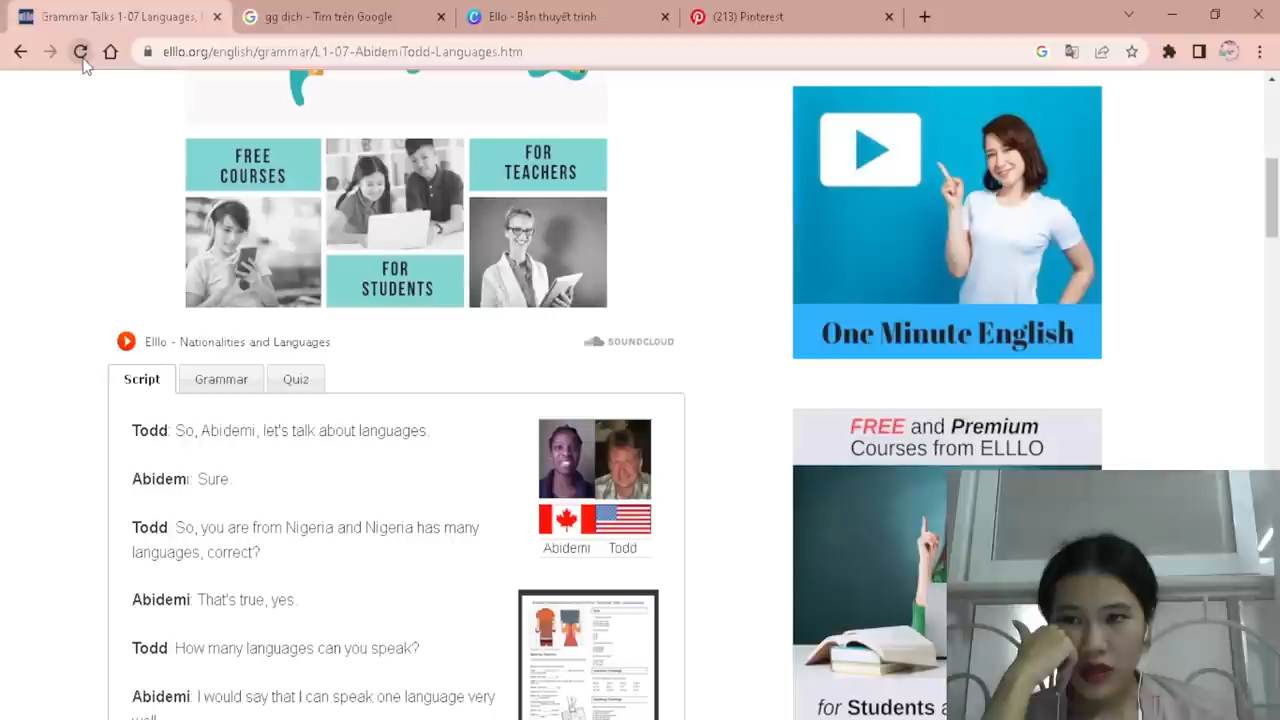 Grammar Talks 1-07 Languages,
gg dịch - Tìm trên Google
Ello - Bản thuyết trình
(213) Pinterest
elllo.org/english/grammar/L1-07-AbidemiTodd-Languages.htm
FREE
COURSES
FOR
TEACHERS
FOR
STUDENTS
Elllo - Nationalities and Languages
SOUNDCLOUD
Script
Grammar
Quiz
Todd: So, Abidemi, let's talk about languages.
Abidemi: Sure.
Todd: So, you are from Nigeria and Nigeria has many
languages, correct?
Abidemi
Todd
Abidemi: That's true, yes.
Todd: How many languages can you speak?
Abidemi: I would say that I can speak one language very
One Minute English
FREE and Premium
Courses from ELLLO
for Students